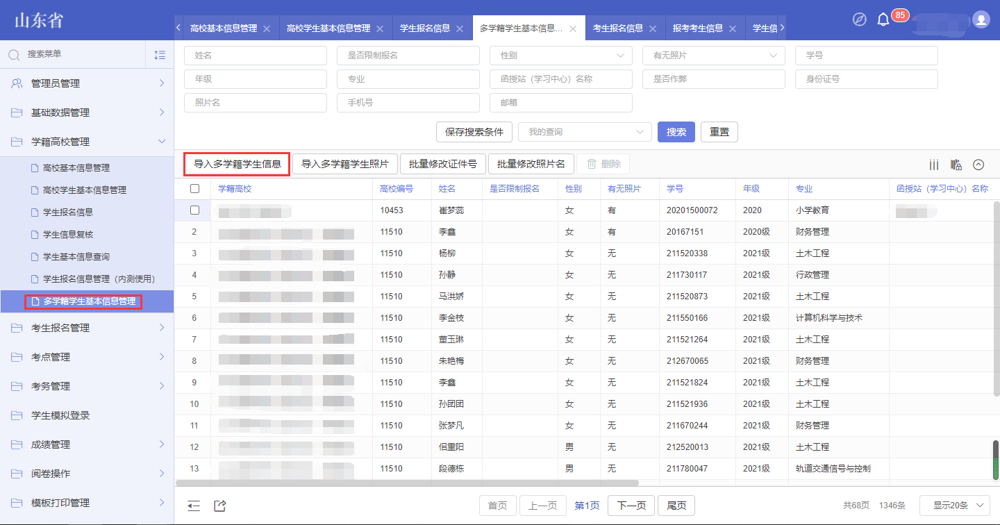 山东省
高校基本信息管理 高校学生基本信息管理 学生报名信息 多学籍学生基本信息... 考生报名信息 报考考生信息 学生信
85
搜索菜单
管理员管理
基础数据管理
学籍高校管理
高校基本信息管理
高校学生基本信息管理
学生报名信息
学生信息复核
学生基本信息查询
学生报名信息管理（内测使用）
多学籍学生基本信息管理
考生报名管理
考点管理
考务管理
学生模拟登录
成绩管理
阅卷操作
模板打印管理
姓名 是否限制报名 性别 有无照片 学号
年级 专业 函授站（学习中心）名称 是否作弊 身份证号
照片名 手机号 邮箱
保存搜索条件 我的查询 搜索 重置
导入多学籍学生信息 导入多学籍学生照片 批量修改证件号 批量修改照片名 删除
学籍高校 高校编号 姓名 是否限制报名 性别 有无照片 学号 年级 专业 函授站（学习中心）名称
10453 崔梦蕊 女 有 20201500072 2020 小学教育
2 11510 李鑫 女 有 20167151 2020级 财务管理
3 11510 杨柳 女 无 211520338 2021级 土木工程
4 11510 孙静 女 无 211730117 2021级 行政管理
5 11510 马洪娇 女 无 211520873 2021级 土木工程
6 11510 李金枝 女 无 211550166 2021级 计算机科学与技术
7 11510 董玉琳 女 无 211521264 2021级 土木工程
8 11510 朱艳梅 女 无 212670065 2021级 财务管理
9 11510 李鑫 女 无 211521824 2021级 土木工程
10 11510 孙团团 女 无 211521936 2021级 土木工程
11 11510 张梦凡 女 无 211670244 2021级 财务管理
12 11510 佀重阳 男 无 212520013 2021级 土木工程
13 11510 段德栋 男 无 211780047 2021级 轨道交通信号与控制
首页 上一页 第1页 下一页 尾页 共68页 1346条 显示20条